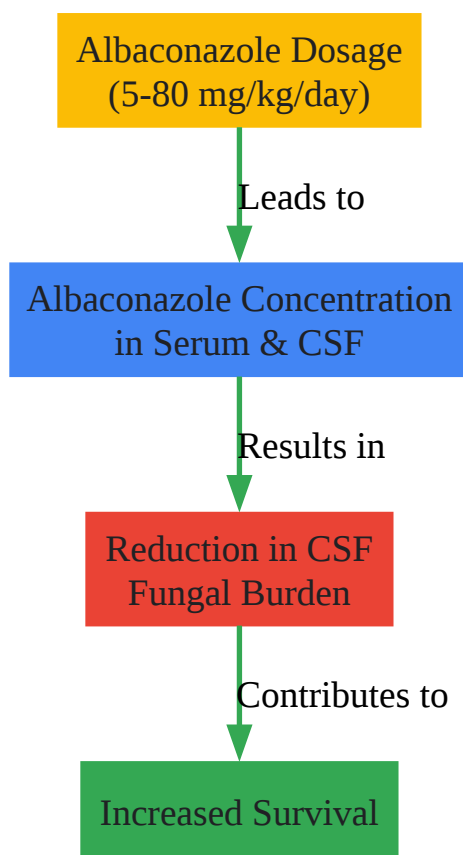 Albaconazole Dosage
(5-80 mg/kg/day)
Leads to
Albaconazole Concentration
in Serum & CSF
Results in
Reduction in CSF
Fungal Burden
Contributes to
Increased Survival